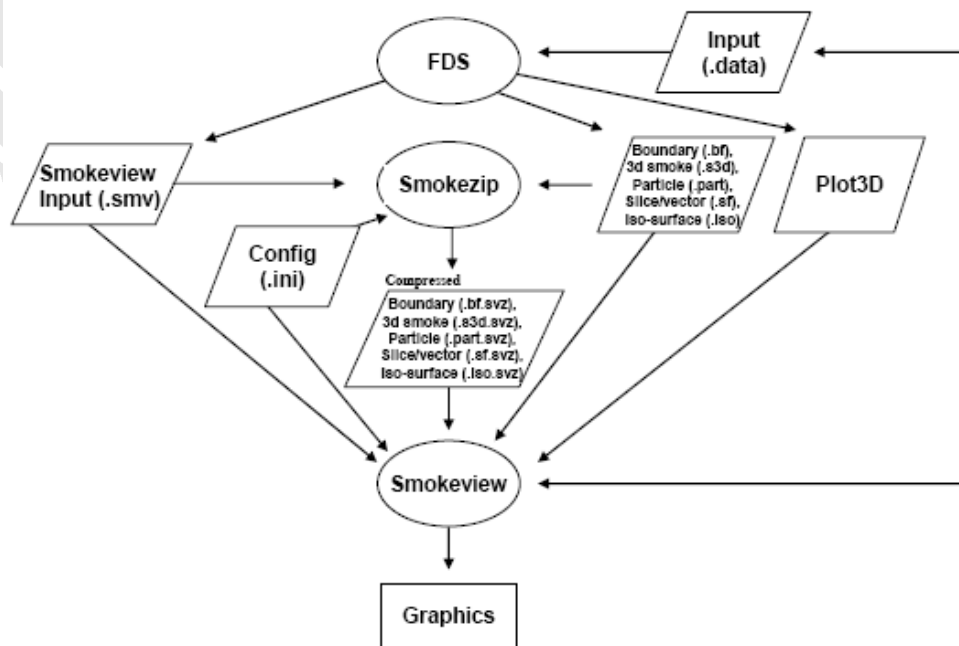 FDS
Input
(.data)
Smokeview
Input (.smv)
Smokezip
Boundary (.bf),
3d smoke (.s3d),
Particle (.part),
Slice/vector (.sf),
Iso-surface (.iso)
Plot3D
Config
(.ini)
Compressed
Boundary (.bf.svz),
3d smoke (.s3d.svz),
Particle (.part.svz),
Slice/vector (.sf.svz),
Iso-surface (.iso.svz)
Smokeview
Graphics